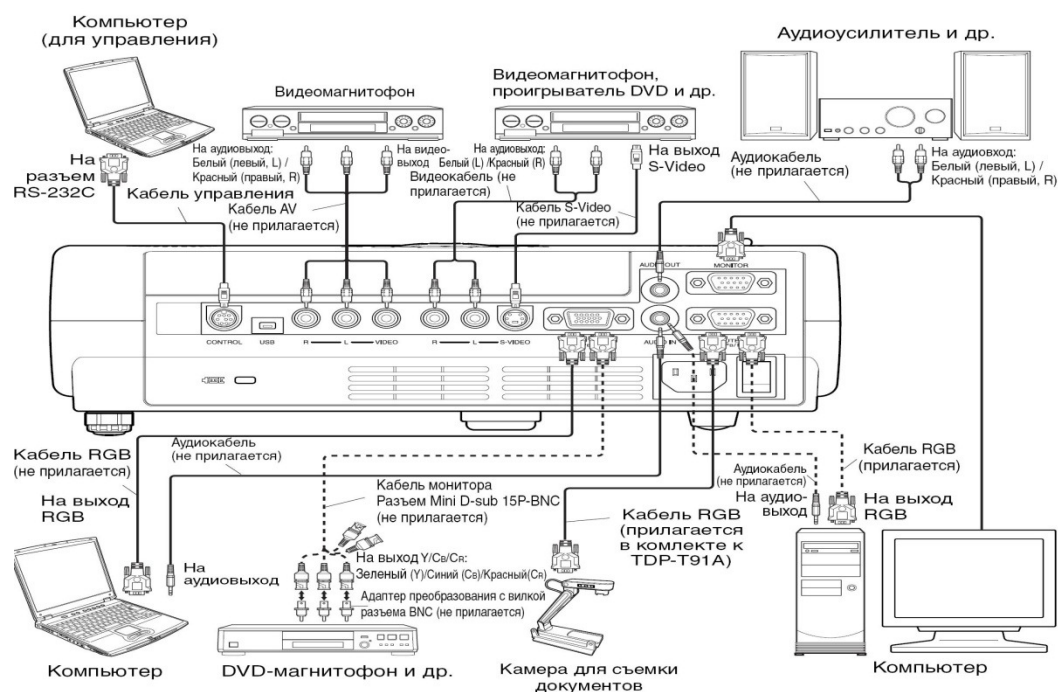 Компьютер
(для управления)
Видеомагнитофон
Видеомагнитофон,
проигрыватель DVD и др.
Аудиоусилитель и др.
На
разъем
RS-232C
Кабель управления
На аудиовыход:
Белый (левый, L) /
Красный (правый, R)
Кабель AV
(не прилагается)
На видео-
выход
На аудиовыход:
Белый (L) /Красный (R)
Видеокабель (не
прилагается)
На выход
S-Video
Кабель S-Video
(не прилагается)
Аудиокабель
(не прилагается)
На аудиовход:
Белый (левый, L) /
Красный (правый, R)
AUDIO OUT
MONITOR
CONTROL
USB
R
L
VIDEO
R
L
S-VIDEO
AUDIO IN
Кабель RGB
(не прилагается)
На выход
RGB
Аудиокабель
(не прилагается)
На
аудиовыход
Кабель монитора
Разъем Mini D-sub 15P-BNC
(не прилагается)
На выход Y/CB/CR:
Зеленый (Y)/Синий (CB)/Красный(CR)
Адаптер преобразования с вилкой
разъема BNC (не прилагается)
Кабель RGB
(прилагается
в комлекте к
TDP-T91A)
Аудиокабель
(не прилагается)
На аудио-
выход
Кабель RGB
(прилагается)
На выход
RGB
Компьютер
DVD-магнитофон и др.
Камера для съемки
документов
Компьютер